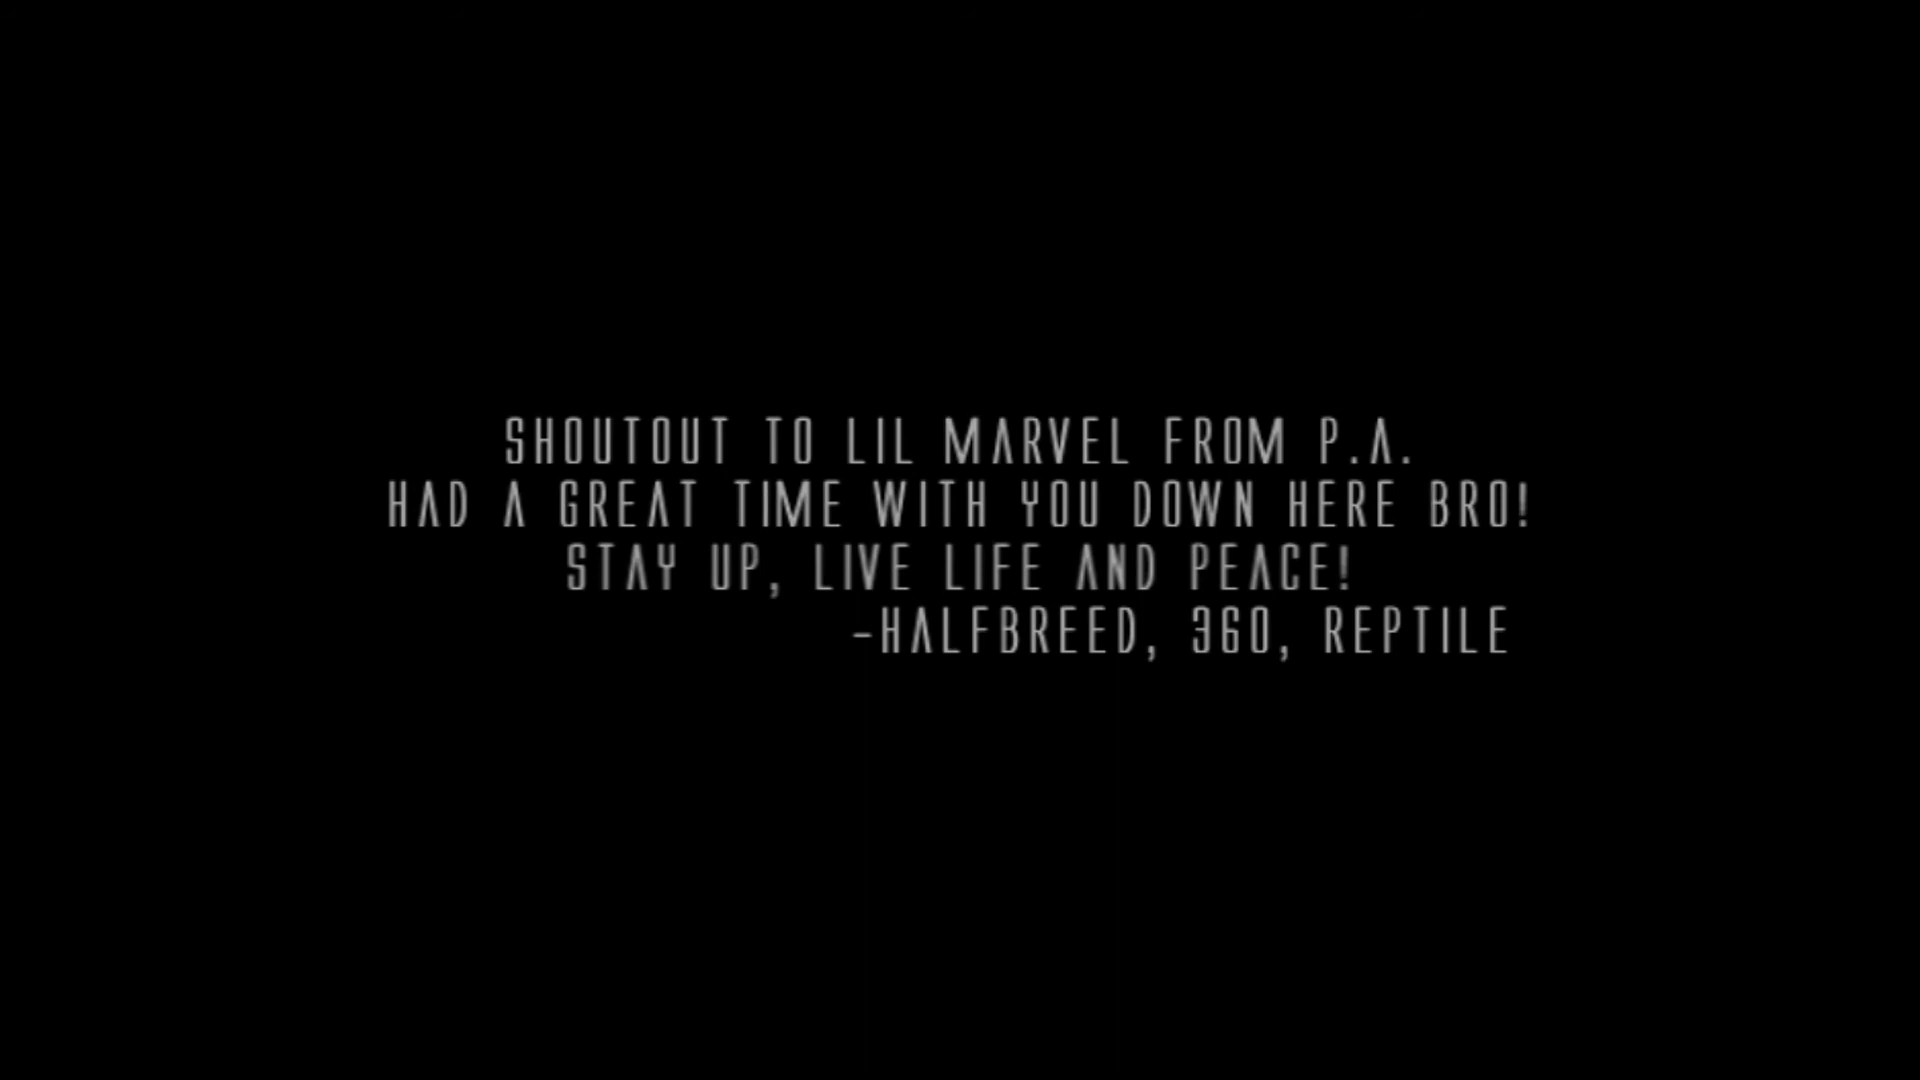 SHOUTOUT TO LIL MARVEL FROM P.A.
HAD A GREAT TIME WITH YOU DOWN HERE BRO!
STAY UP, LIVE LIFE AND PEACE!
-HALFBREED, 360, REPTILE